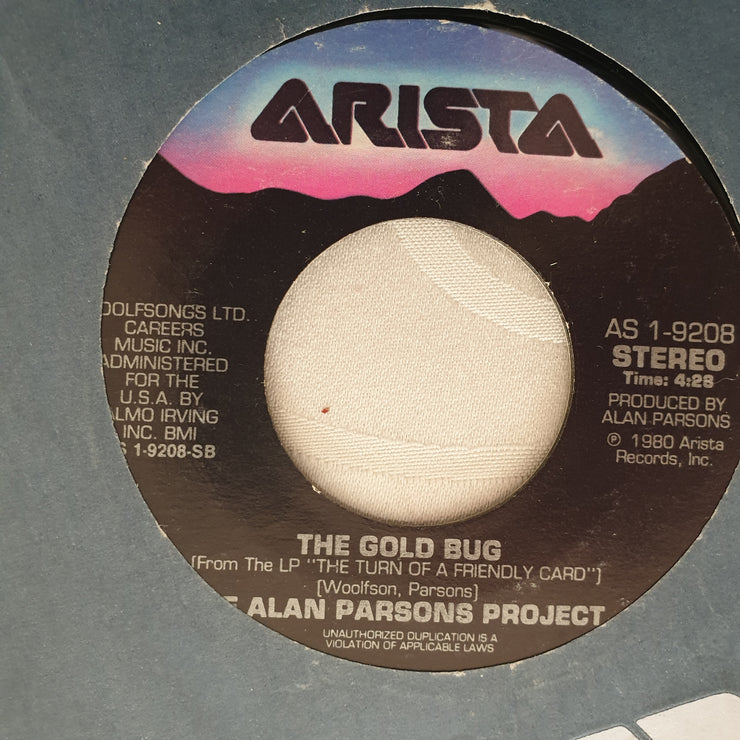 ARISTA
DOLFSONGS LTD.
CAREERS
MUSIC INC.
ADMINISTERED
FOR THE
U.S.A. BY
ALMO IRVING
INC. BMI
S 1-9208-SB
AS 1-9208
STEREO
Time: 4:28
PRODUCED BY
ALAN PARSONS
℗ 1980 Arista
Records, Inc.
THE GOLD BUG
[From The LP "THE TURN OF A FRIENDLY CARD"]
[Woolfson, Parsons]
E ALAN PARSONS PROJECT
UNAUTHORIZED DUPLICATION IS A
VIOLATION OF APPLICABLE LAWS